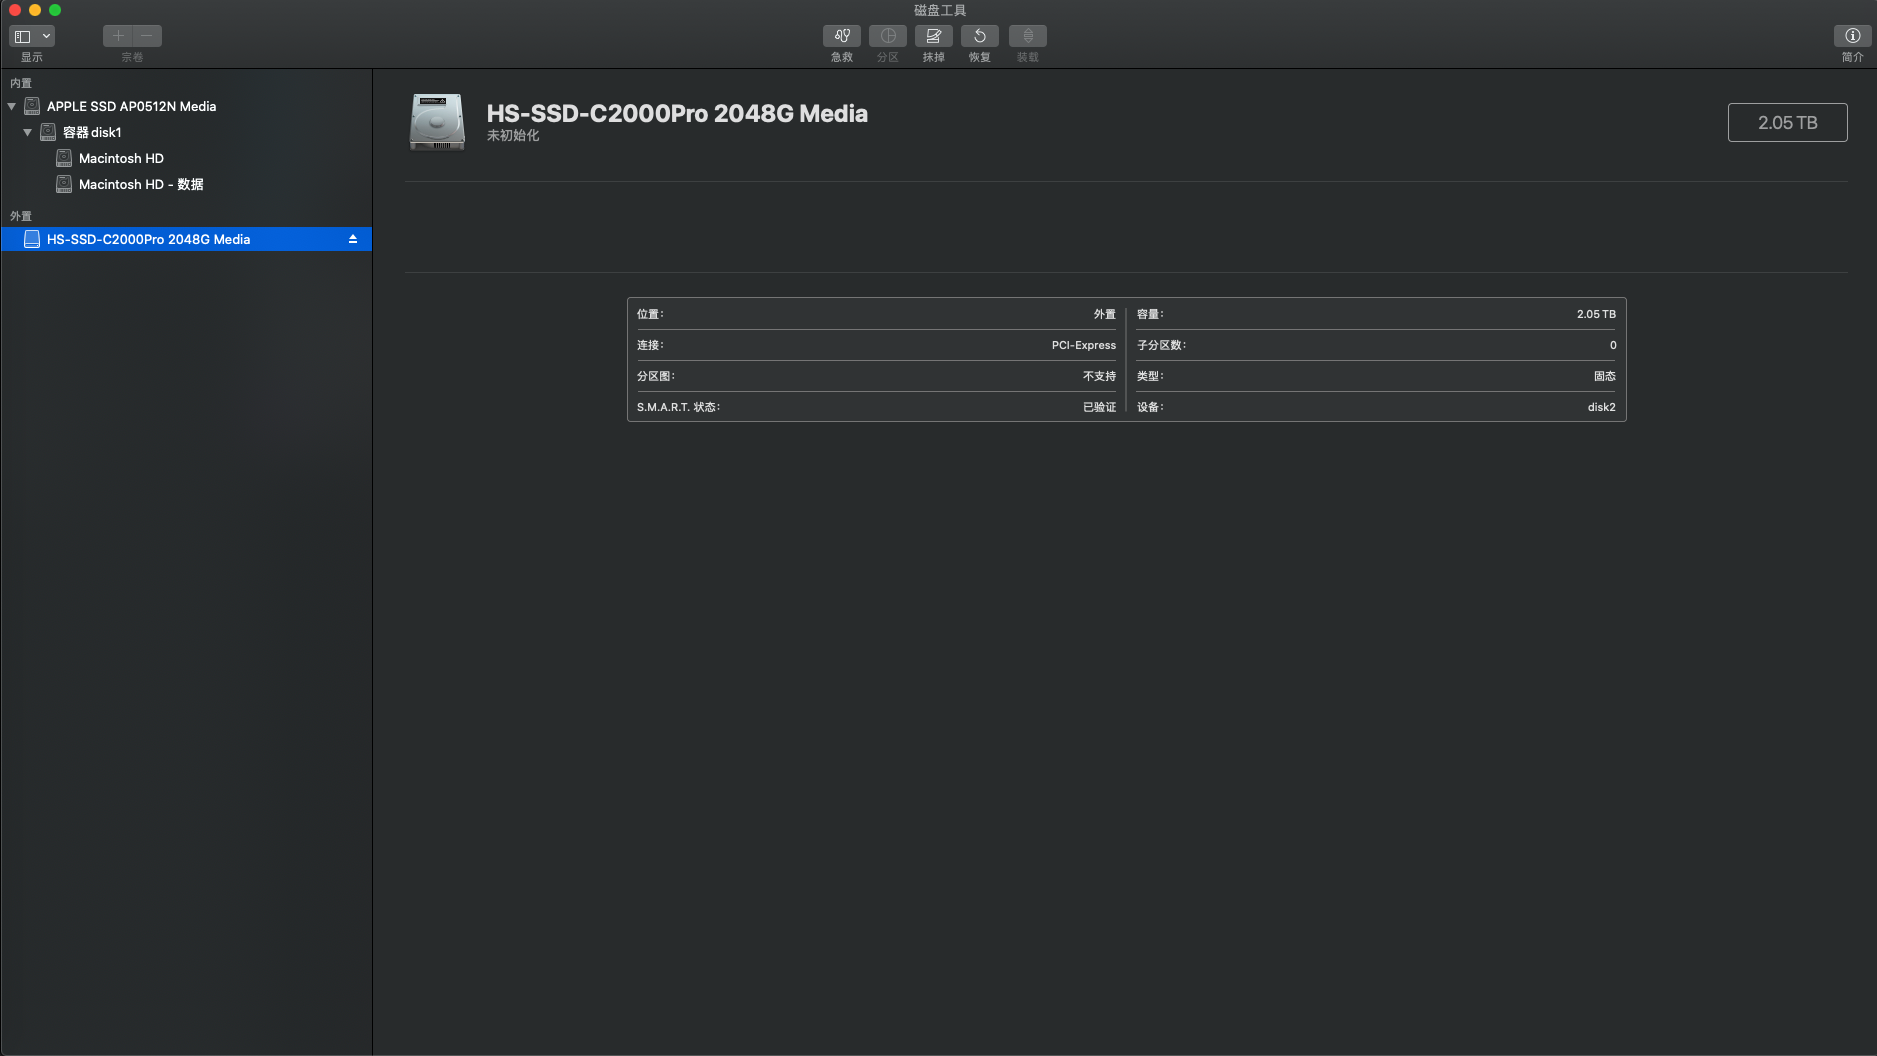 磁盘工具
显示
宗卷
急救
分区
抹掉
恢复
装载
简介
内置
APPLE SSD AP0512N Media
容器 disk1
Macintosh HD
Macintosh HD - 数据
外置
HS-SSD-C2000Pro 2048G Media
HS-SSD-C2000Pro 2048G Media
未初始化
2.05 TB
位置： 外置
连接： PCI-Express
分区图： 不支持
S.M.A.R.T. 状态： 已验证
容量： 2.05 TB
子分区数： 0
类型： 固态
设备： disk2